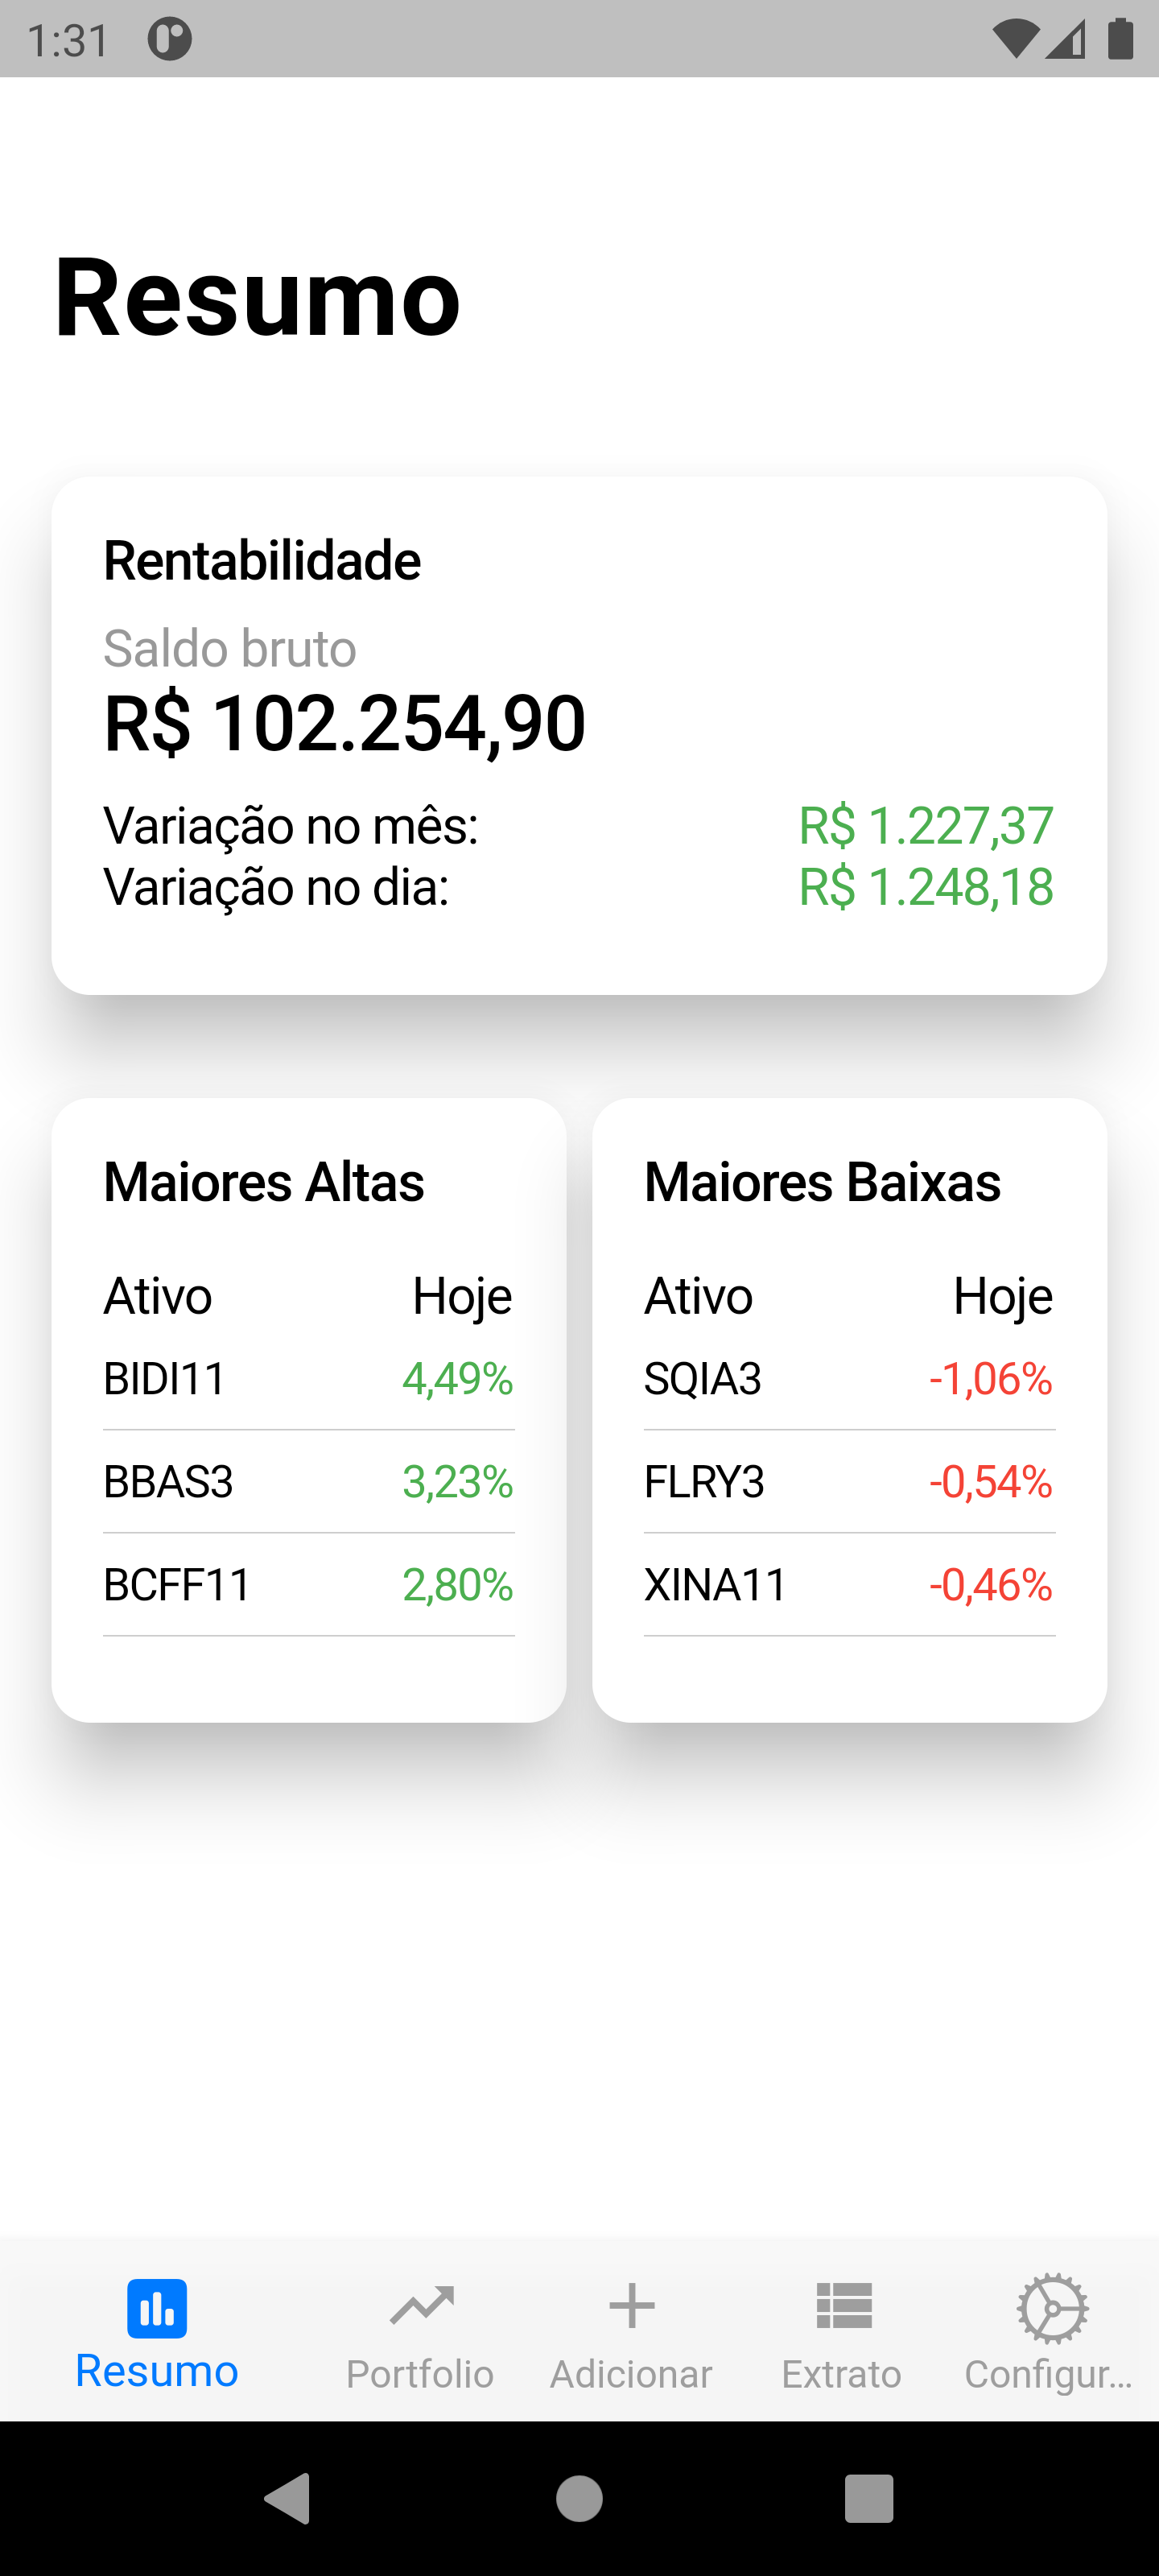 1:31
Resumo
Rentabilidade
Saldo bruto
R$ 102.254,90
Variação no mês: R$ 1.227,37
Variação no dia: R$ 1.248,18
Maiores Altas
Ativo Hoje
BIDI11 4,49%
BBAS3 3,23%
BCFF11 2,80%
Maiores Baixas
Ativo Hoje
SQIA3 -1,06%
FLRY3 -0,54%
XINA11 -0,46%
Resumo Portfolio Adicionar Extrato Configur...